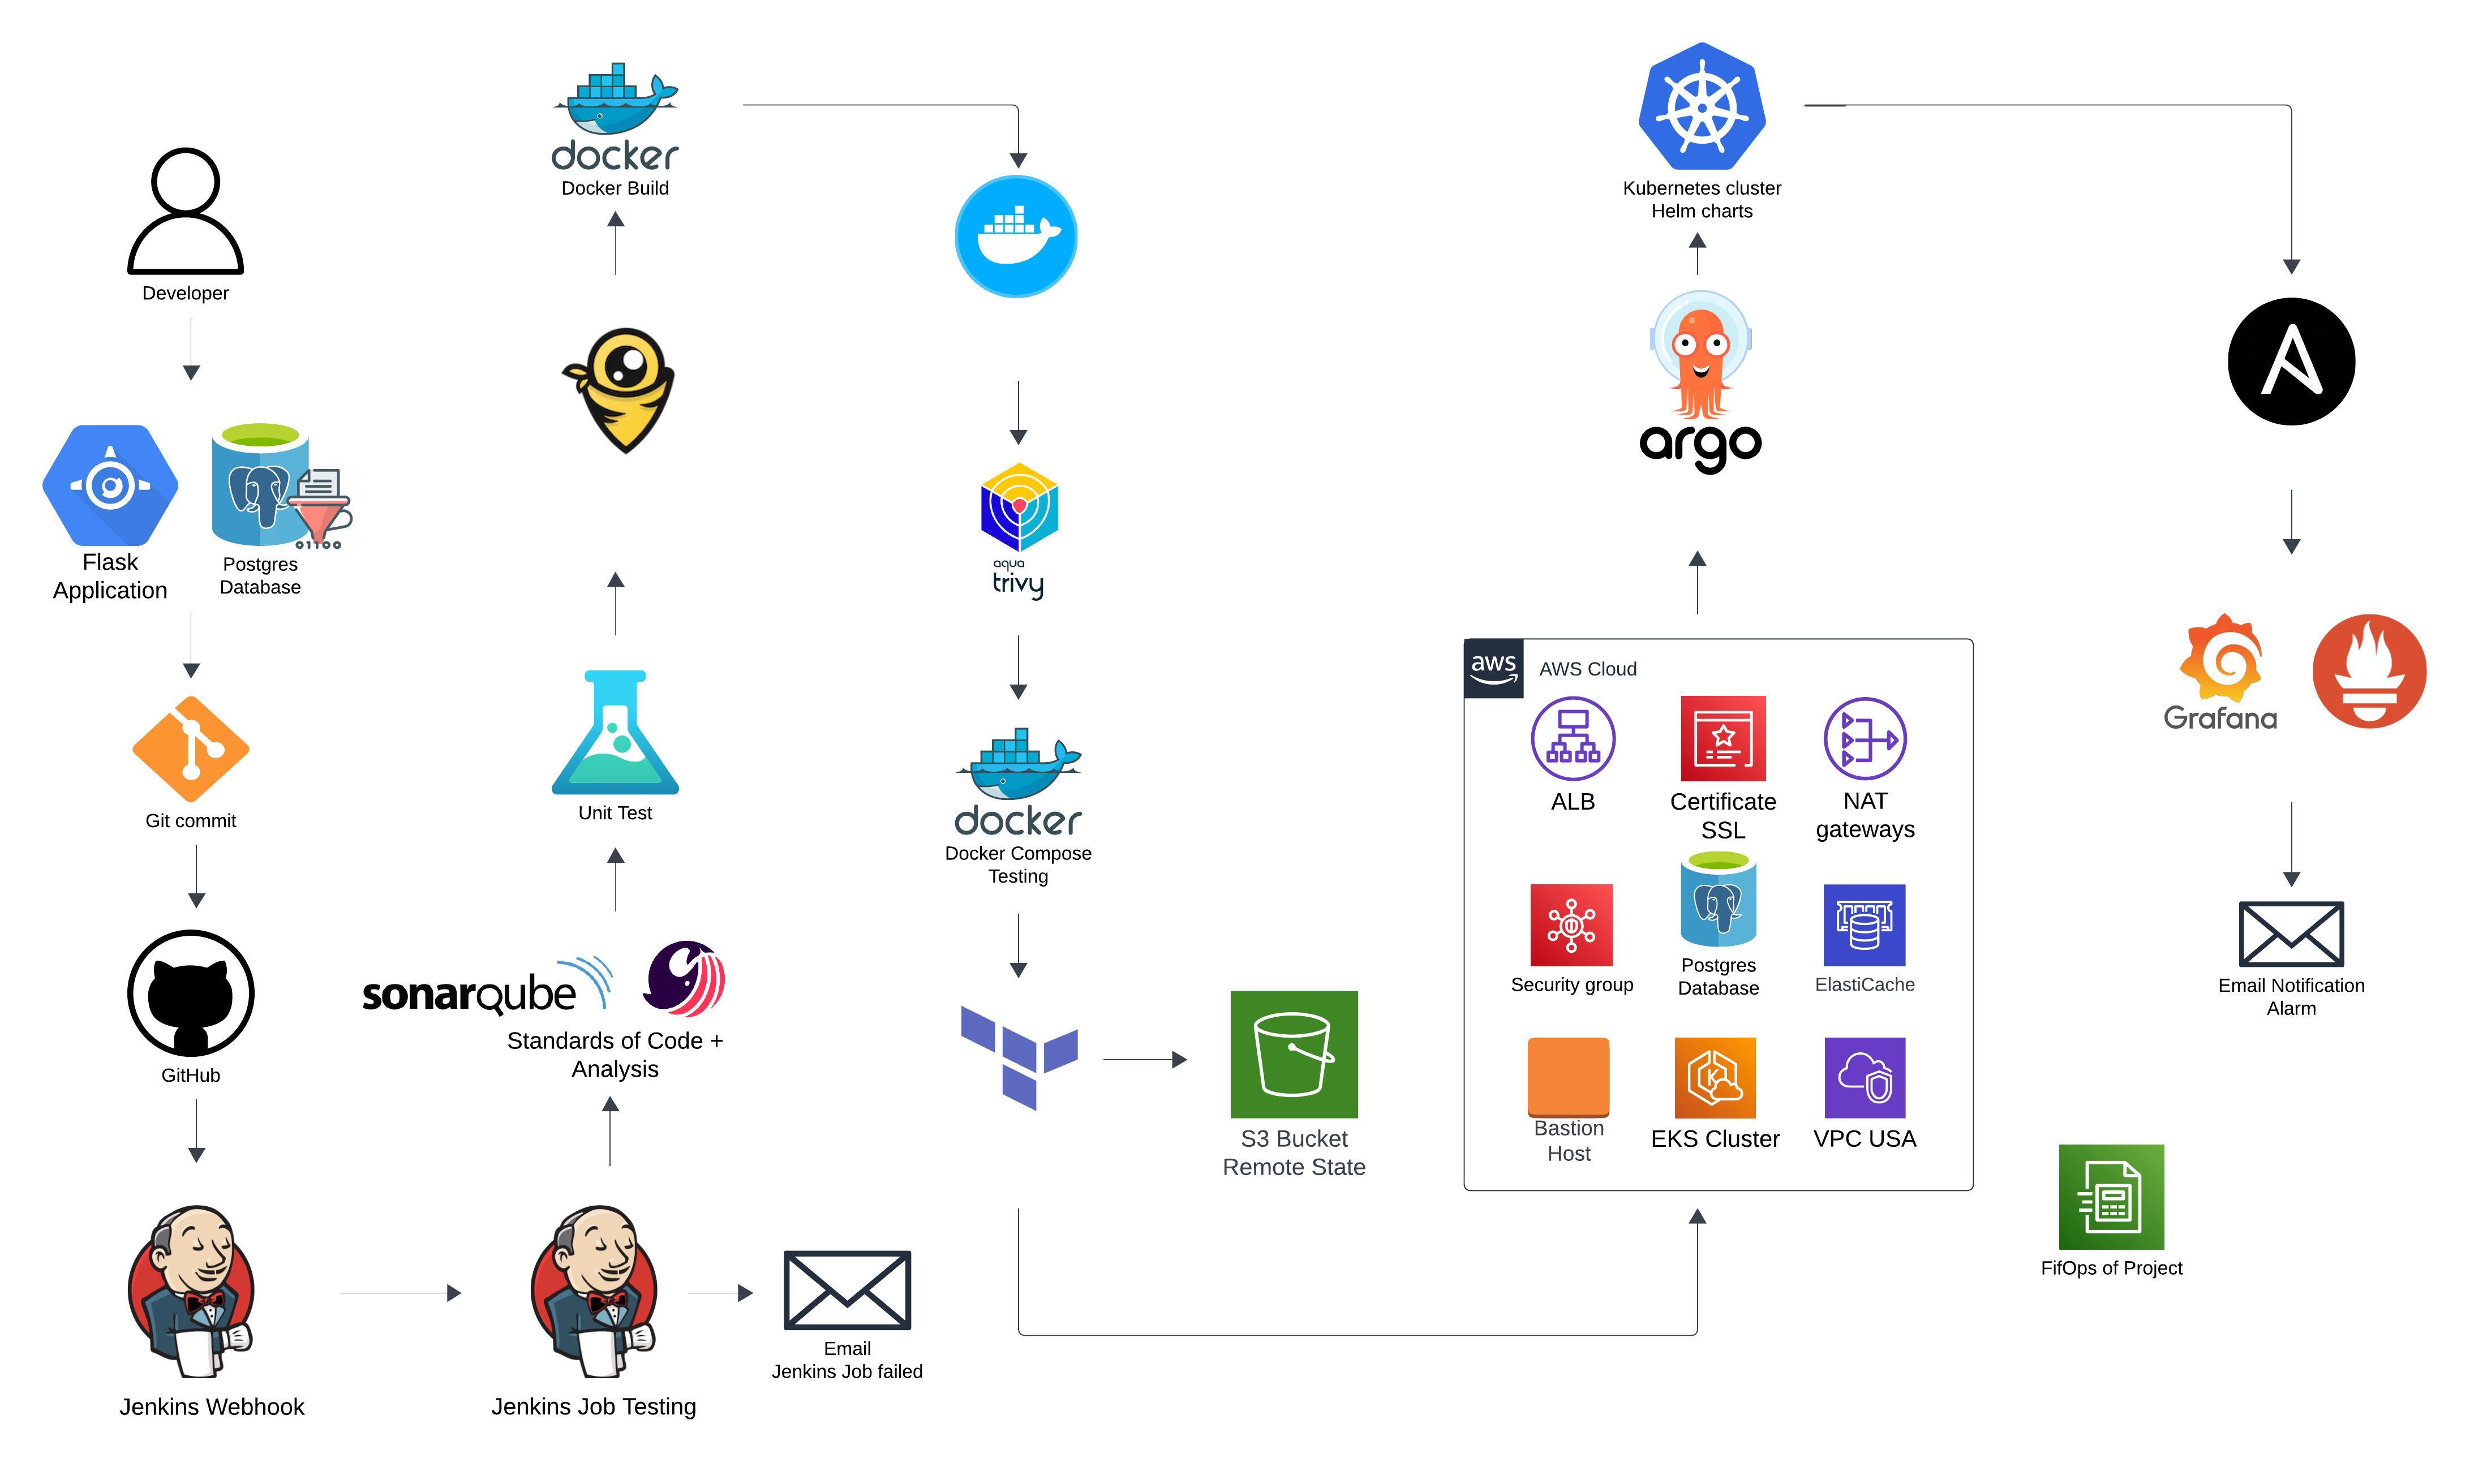 Developer
Flask
Application
Postgres
Database
01100
Git commit
GitHub
Jenkins Webhook
Jenkins Job Testing
Email
Jenkins Job failed
sonarqube
Standards of Code +
Analysis
Unit Test
docker
Docker Build
aqua
trivy
docker
Docker Compose
Testing
S3 Bucket
Remote State
aws
AWS Cloud
ALB
Certificate
SSL
NAT
gateways
Security group
Postgres
Database
ElastiCache
Bastion
Host
K
EKS Cluster
VPC USA
argo
Kubernetes cluster
Helm charts
A
Grafana
Email Notification
Alarm
FifOps of Project